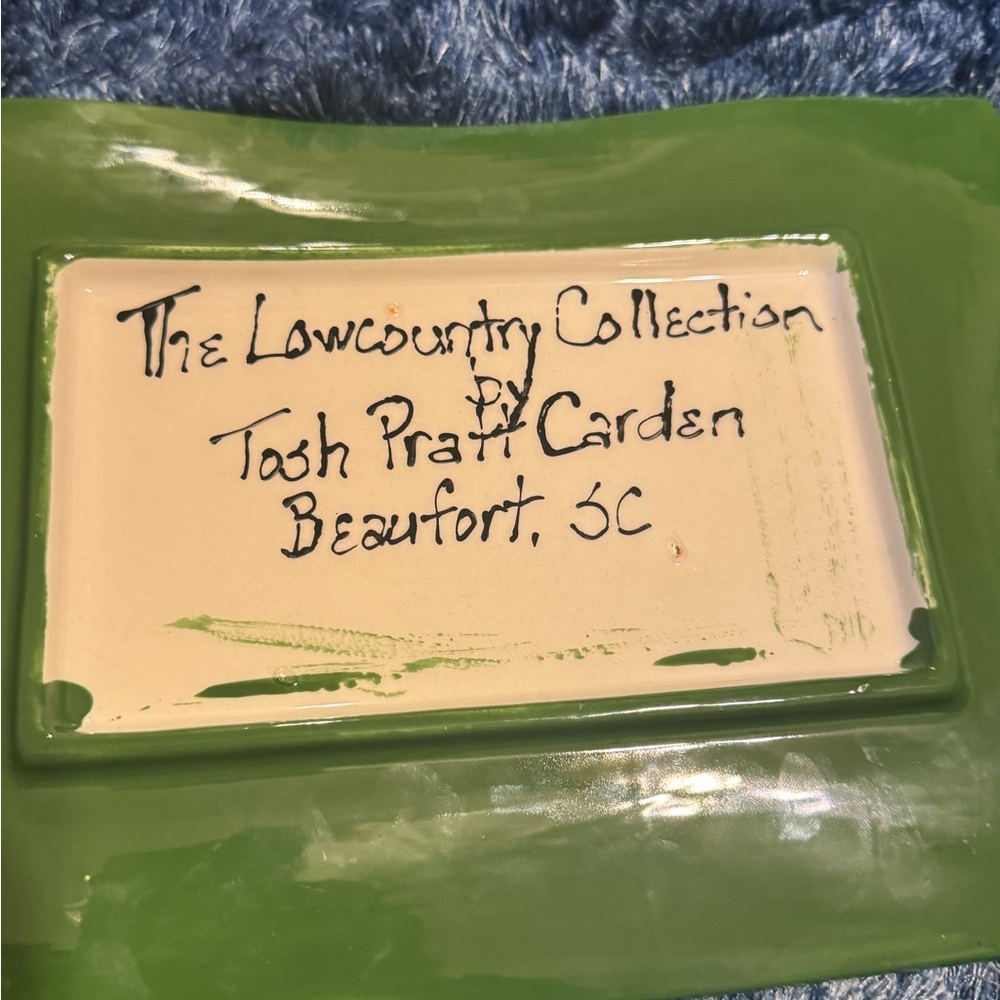 The Lowcountry Collection
by
Tosh Pratt Carden
Beaufort, SC